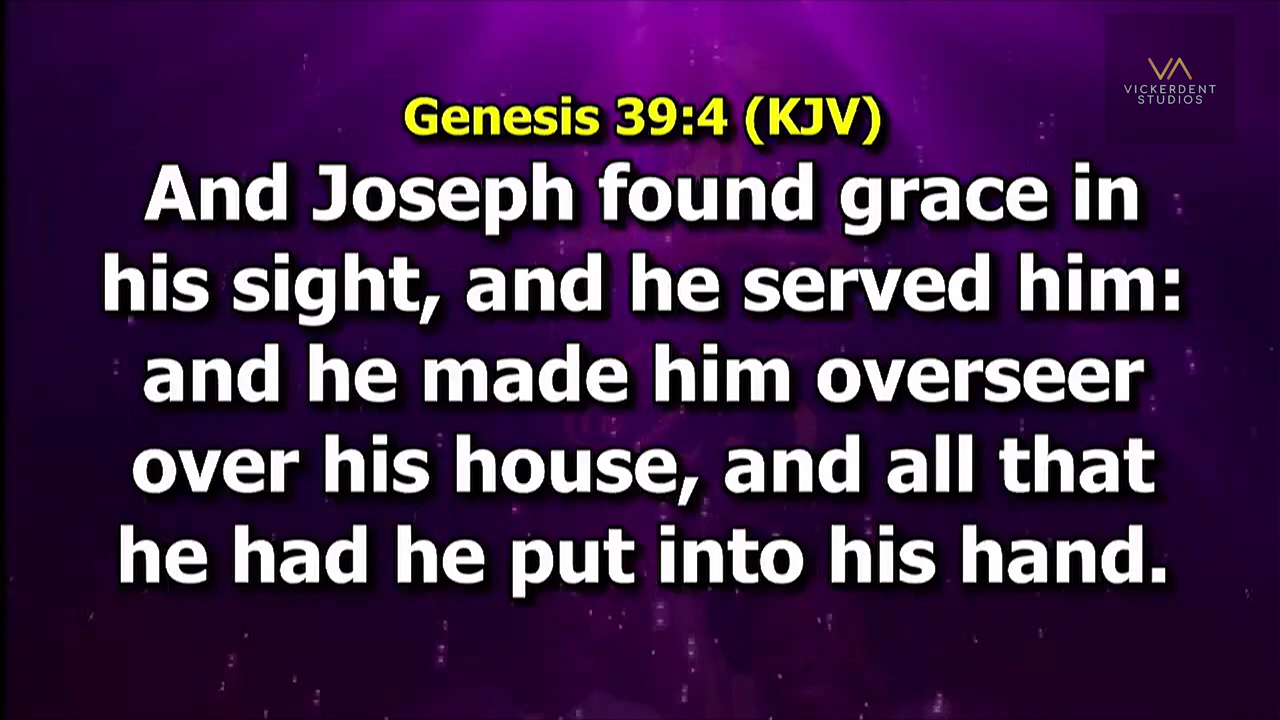 VA
VICKERDENT
STUDIOS
Genesis 39:4 (KJV)
And Joseph found grace in
his sight, and he served him:
and he made him overseer
over his house, and all that
he had he put into his hand.